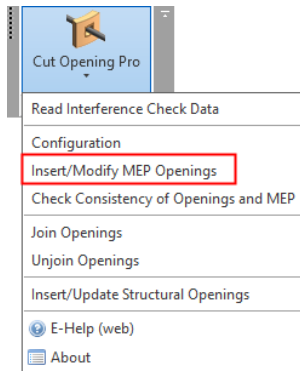 Cut Opening Pro
Read Interference Check Data
Configuration
Insert/Modify MEP Openings
Check Consistency of Openings and MEP
Join Openings
Unjoin Openings
Insert/Update Structural Openings
E-Help (web)
About